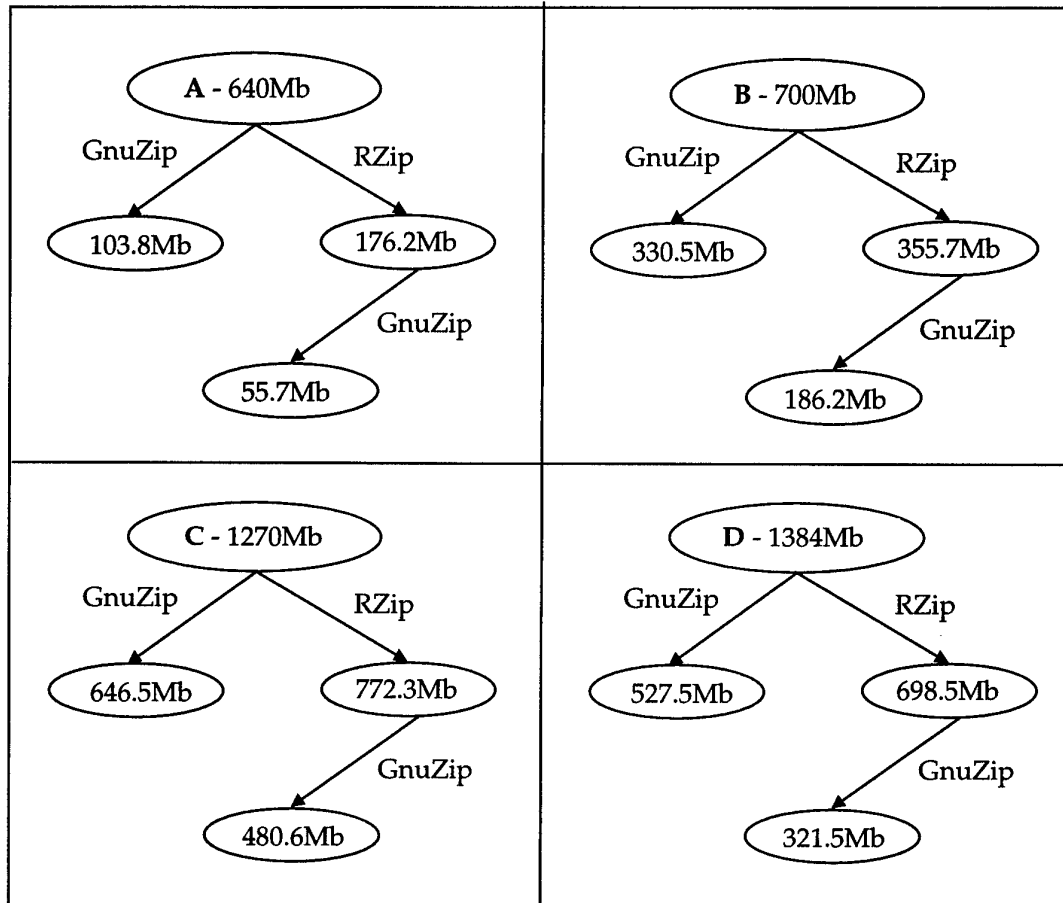 A - 640Mb
GnuZip
RZip
103.8Mb
176.2Mb
GnuZip
55.7Mb
B - 700Mb
GnuZip
RZip
330.5Mb
355.7Mb
GnuZip
186.2Mb
C - 1270Mb
GnuZip
RZip
646.5Mb
772.3Mb
GnuZip
480.6Mb
D - 1384Mb
GnuZip
RZip
527.5Mb
698.5Mb
GnuZip
321.5Mb